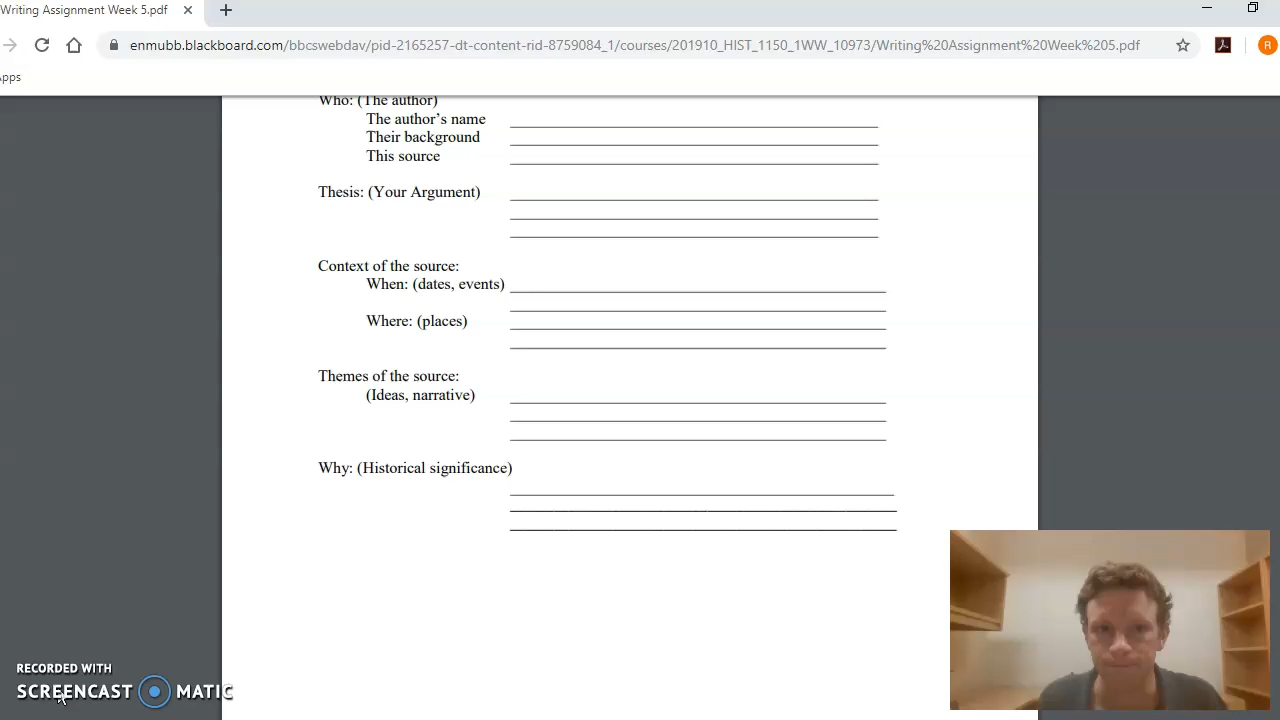 Writing Assignment Week 5.pdf
enmubb.blackboard.com/bbcswebdav/pid-2165257-dt-content-rid-8759084_1/courses/201910_HIST_1150_1WW_10973/Writing%20Assignment%20Week%205.pdf
R
Apps
Who: (The author)
The author's name
Their background
This source
Thesis: (Your Argument)
Context of the source:
When: (dates, events)
Where: (places)
Themes of the source:
(Ideas, narrative)
Why: (Historical significance)
RECORDED WITH
SCREENCAST MATIC